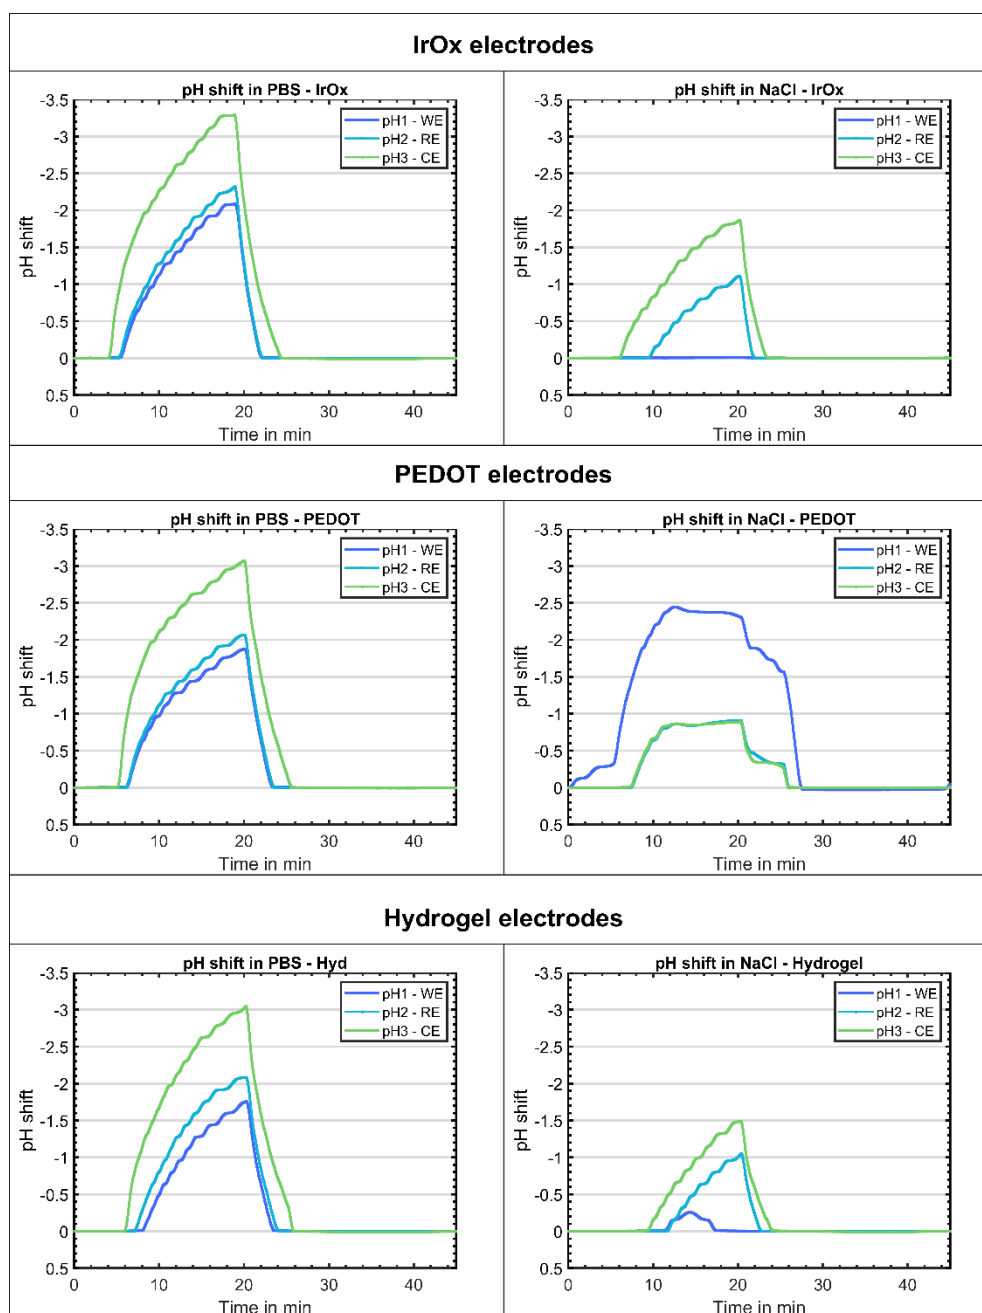 IrOx electrodes
pH shift in PBS - IrOx
pH shift
-3.5
-3
-2.5
-2
-1.5
-1
-0.5
0
0.5
pH1 - WE
pH2 - RE
pH3 - CE
0 10 20 30 40
Time in min
pH shift in NaCl - IrOx
pH shift
-3.5
-3
-2.5
-2
-1.5
-1
-0.5
0
0.5
pH1 - WE
pH2 - RE
pH3 - CE
0 10 20 30 40
Time in min
PEDOT electrodes
pH shift in PBS - PEDOT
pH shift
-3.5
-3
-2.5
-2
-1.5
-1
-0.5
0
0.5
pH1 - WE
pH2 - RE
pH3 - CE
0 10 20 30 40
Time in min
pH shift in NaCl - PEDOT
pH shift
-3.5
-3
-2.5
-2
-1.5
-1
-0.5
0
0.5
pH1 - WE
pH2 - RE
pH3 - CE
0 10 20 30 40
Time in min
Hydrogel electrodes
pH shift in PBS - Hyd
pH shift
-3.5
-3
-2.5
-2
-1.5
-1
-0.5
0
0.5
pH1 - WE
pH2 - RE
pH3 - CE
0 10 20 30 40
Time in min
pH shift in NaCl - Hydrogel
pH shift
-3.5
-3
-2.5
-2
-1.5
-1
-0.5
0
0.5
pH1 - WE
pH2 - RE
pH3 - CE
0 10 20 30 40
Time in min